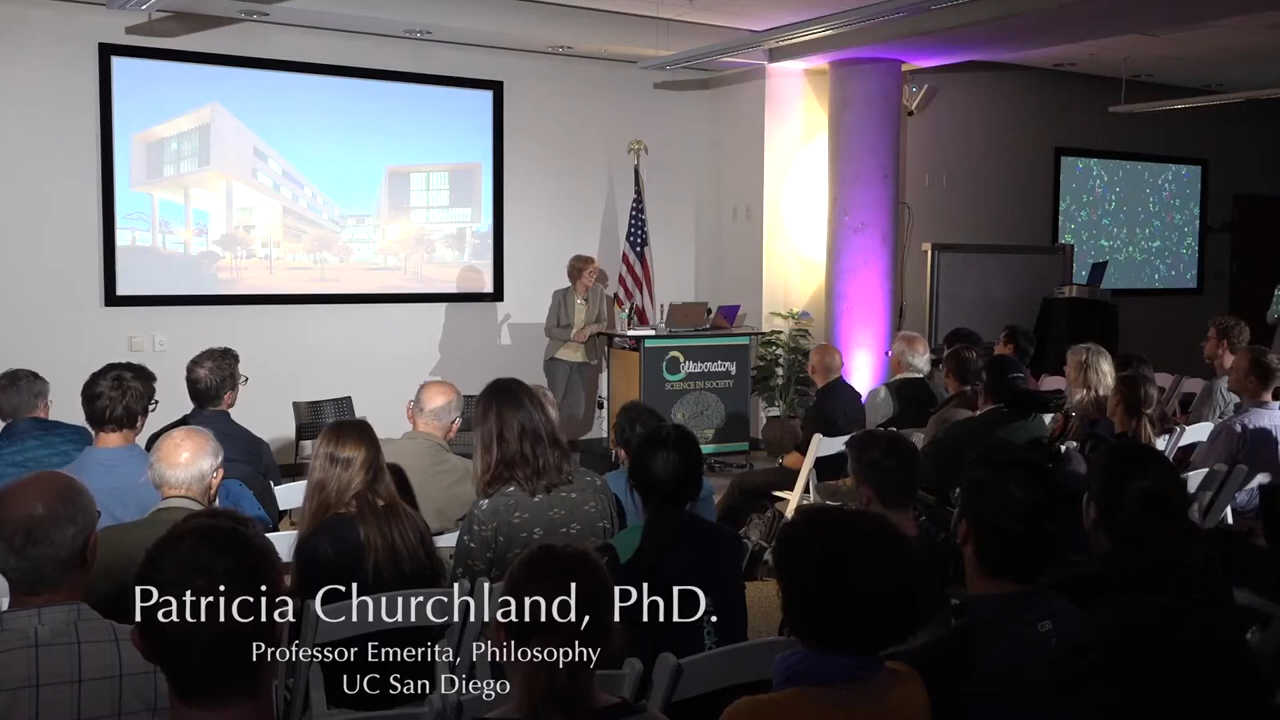 Collaboratory
SCIENCE IN SOCIETY
Patricia Churchland, PhD.
Professor Emerita, Philosophy
UC San Diego